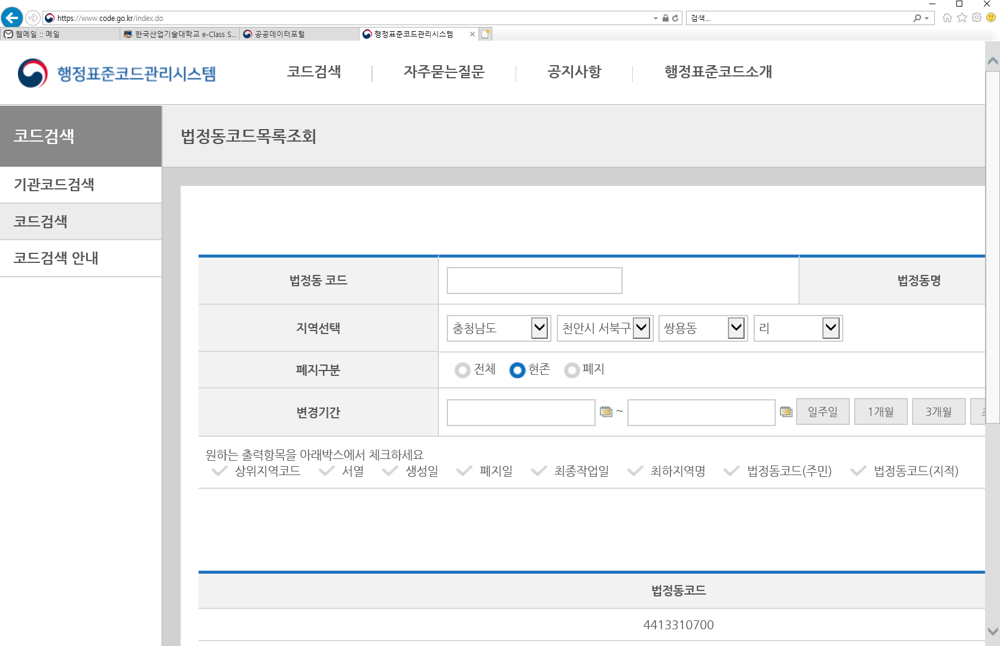 https://www.code.go.kr/index.do
검색...
웹메일 :: 메일
한국산업기술대학교 e-Class S...
공공데이터포털
행정표준코드관리시스템
행정표준코드관리시스템
코드검색
자주묻는질문
공지사항
행정표준코드소개
코드검색
법정동코드목록조회
기관코드검색
코드검색
코드검색 안내
법정동 코드
법정동명
지역선택
충청남도
천안시 서북구
쌍용동
리
폐지구분
전체
현존
폐지
변경기간
~
일주일
1개월
3개월
원하는 출력항목을 아래박스에서 체크하세요
상위지역코드
서열
생성일
폐지일
최종작업일
최하지역명
법정동코드(주민)
법정동코드(지적)
법정동코드
4413310700